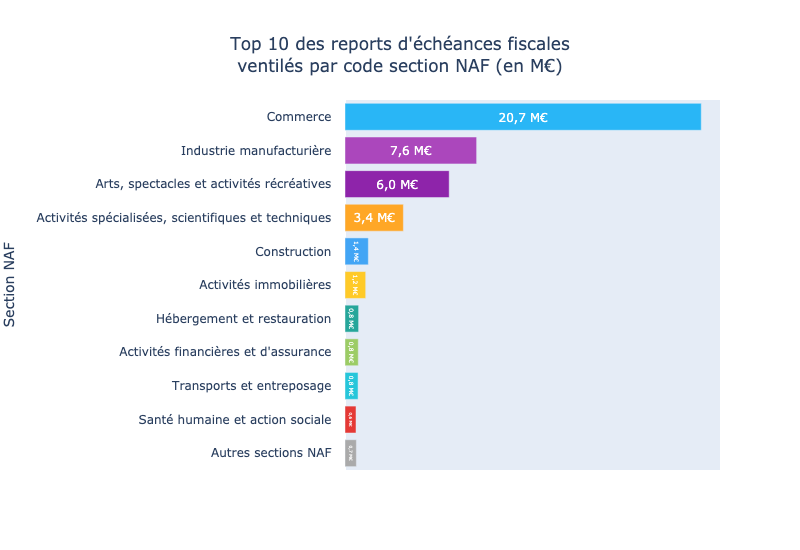 Top 10 des reports d'échéances fiscales
ventilés par code section NAF (en M€)
Section NAF
Commerce
20,7 M€
Industrie manufacturière
7,6 M€
Arts, spectacles et activités récréatives
6,0 M€
Activités spécialisées, scientifiques et techniques
3,4 M€
Construction
1,4 M€
Activités immobilières
1,2 M€
Hébergement et restauration
0,8 M€
Activités financières et d'assurance
0,8 M€
Transports et entreposage
0,8 M€
Santé humaine et action sociale
Autres sections NAF